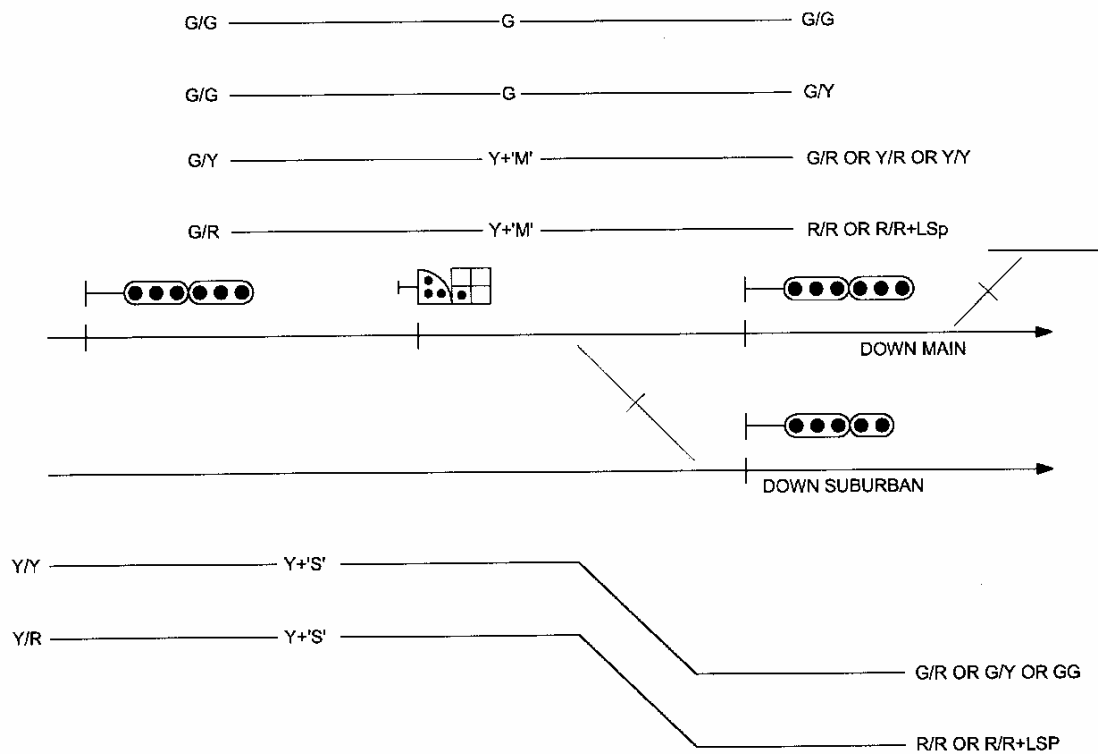 G/G G G/G
G/G G G/Y
G/Y Y+'M' G/R OR Y/R OR Y/Y
G/R Y+'M' R/R OR R/R+LSp
DOWN MAIN
DOWN SUBURBAN
Y/Y Y+'S'
Y/R Y+'S'
G/R OR G/Y OR GG
R/R OR R/R+LSP